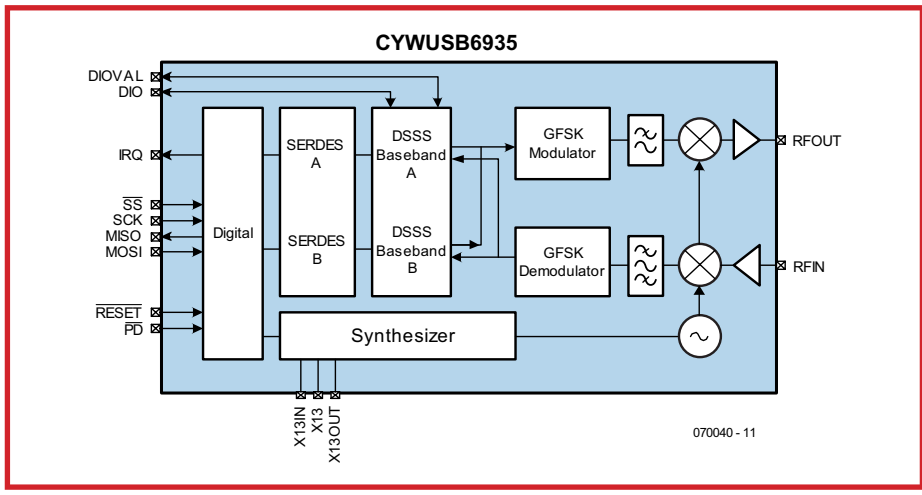 CYWUSB6935
DIOVAL
DIO
IRQ
SS
SCK
MISO
MOSI
RESET
PD
Digital
SERDES
A
SERDES
B
DSSS
Baseband
A
DSSS
Baseband
B
GFSK
Modulator
GFSK
Demodulator
RFOUT
RFIN
Synthesizer
X13IN
X13
X13OUT
070040 - 11